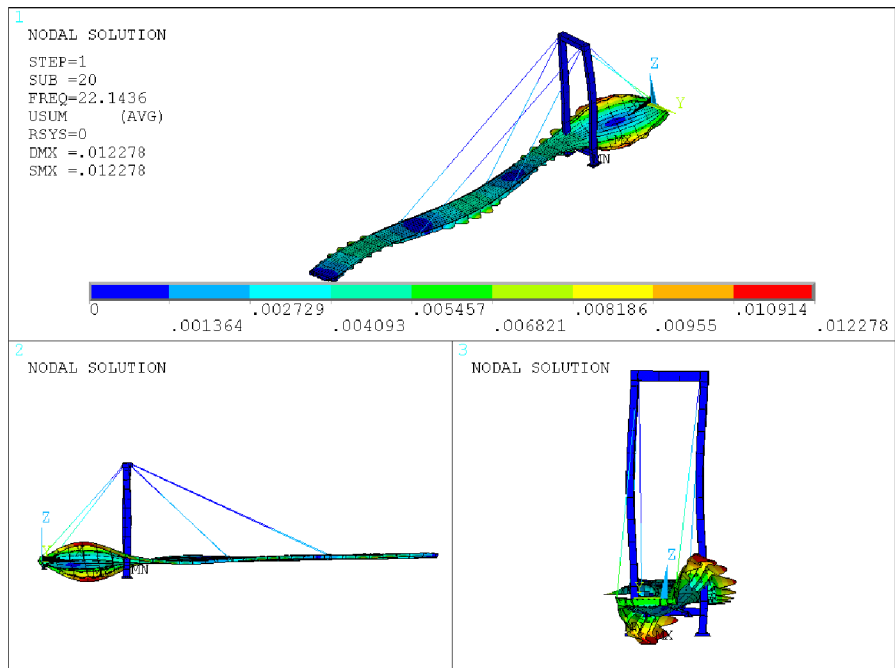 1
NODAL SOLUTION
STEP=1
SUB =20
FREQ=22.1436
USUM (AVG)
RSYS=0
DMX =.012278
SMX =.012278
Z
Y
MN
0 .002729 .005457 .008186 .010914
.001364 .004093 .006821 .00955 .012278
2
NODAL SOLUTION
Z
MN
3
NODAL SOLUTION
Z
Y
MX